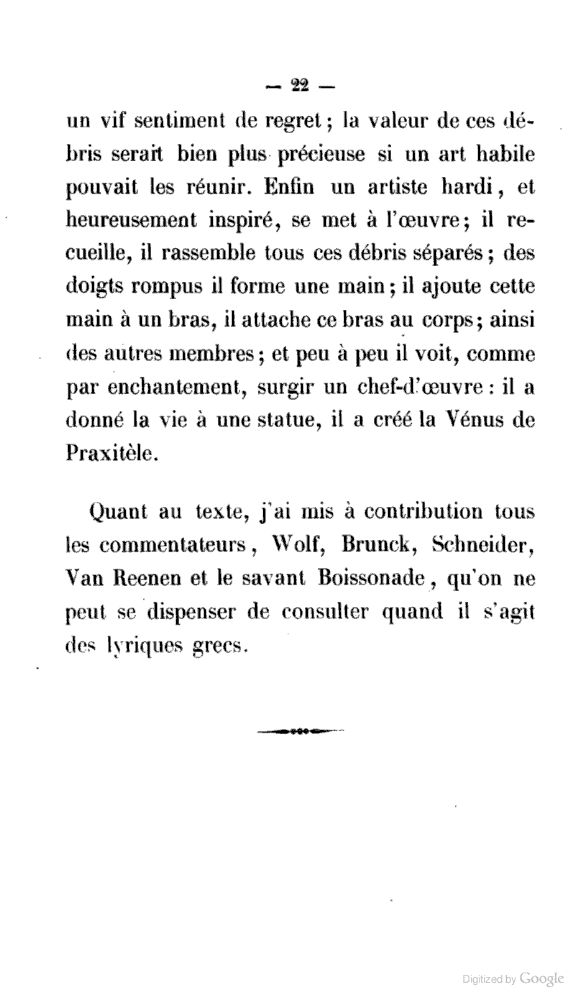 — 22 —
un vif sentiment de regret ; la valeur de ces dé-
bris serait bien plus précieuse si un art habile
pouvait les réunir. Enfin un artiste hardi, et
heureusement inspiré, se met à l'œuvre ; il re-
cueille, il rassemble tous ces débris séparés ; des
doigts rompus il forme une main ; il ajoute cette
main à un bras, il attache ce bras au corps ; ainsi
des autres membres ; et peu à peu il voit, comme
par enchantement, surgir un chef-d'œuvre : il a
donné la vie à une statue, il a créé la Vénus de
Praxitèle.
Quant au texte, j'ai mis à contribution tous
les commentateurs, Wolf, Brunck, Schneider,
Van Reenen et le savant Boissonade, qu'on ne
peut se dispenser de consulter quand il s'agit
des lyriques grecs.
Digitized by Google